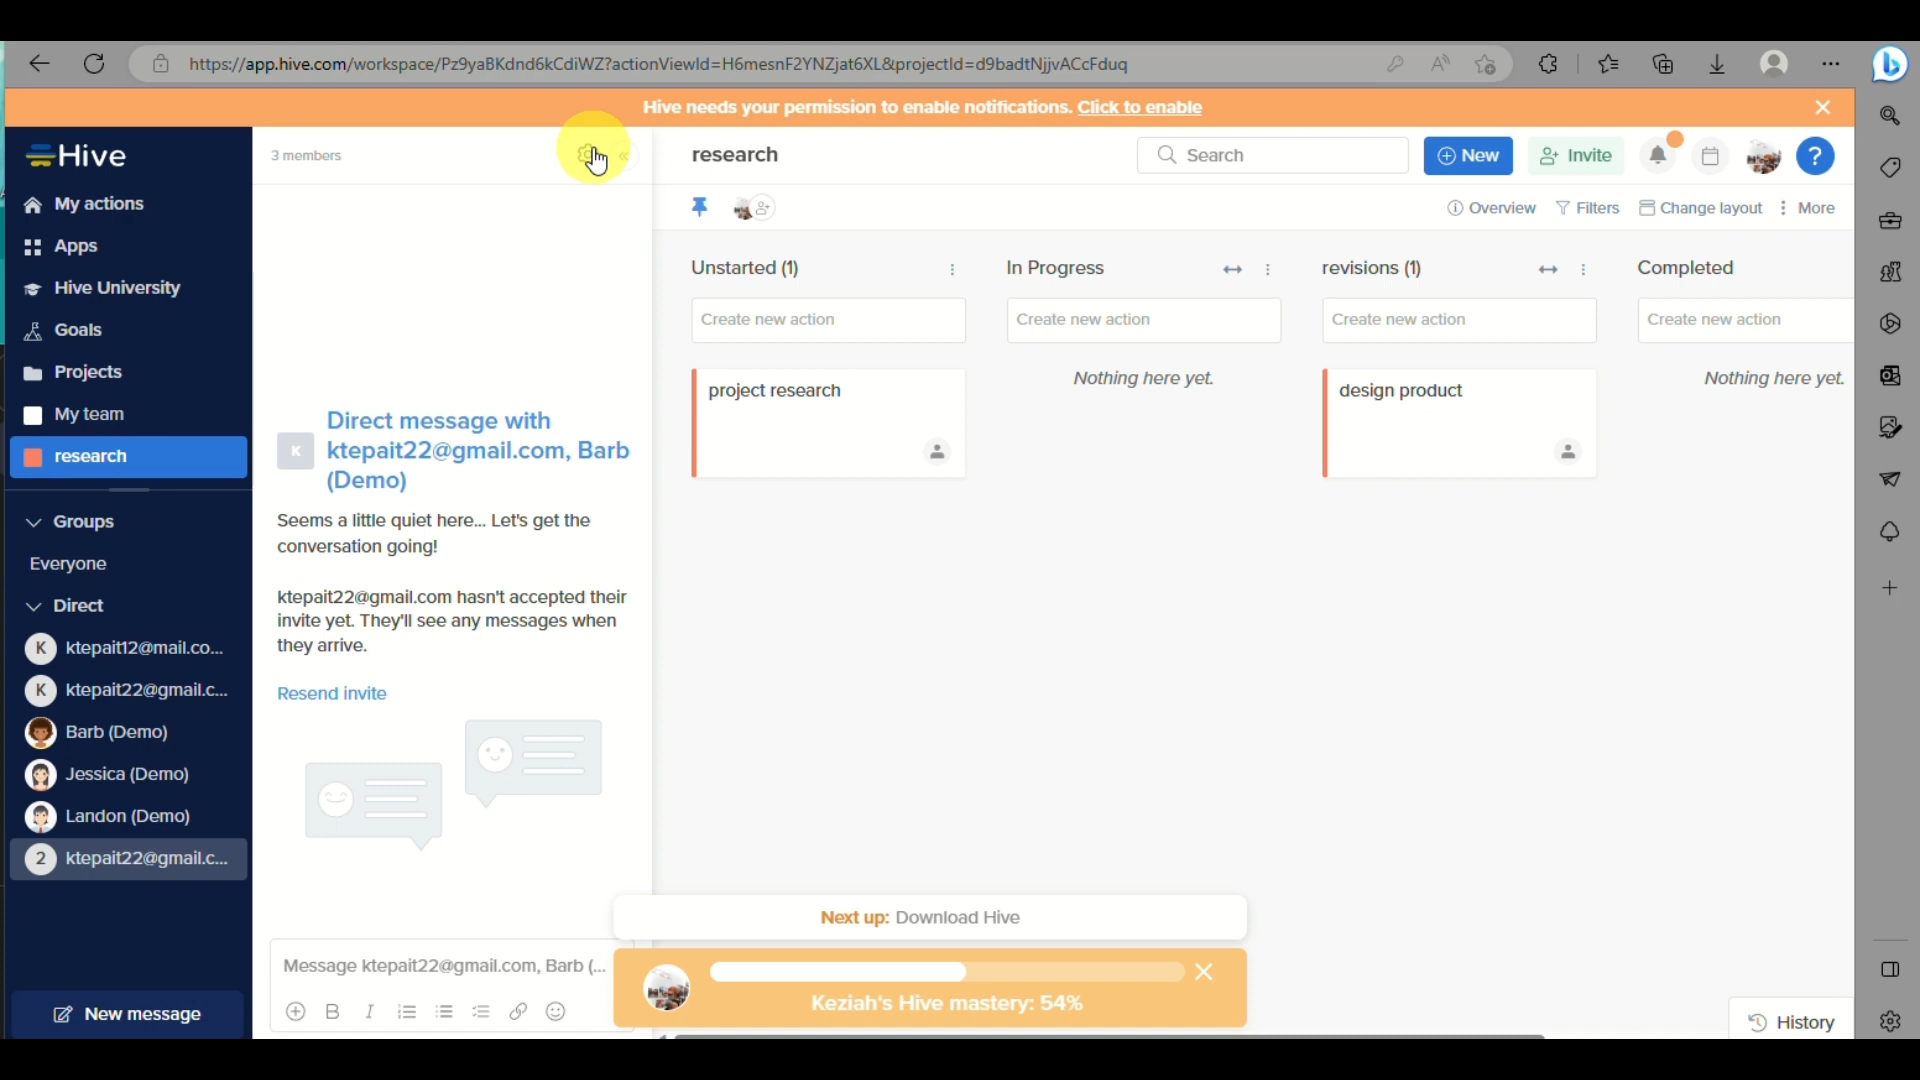 https://app.hive.com/workspace/Pz9yaBKdnd6kCdiWZ?actionViewId=H6mesnF2YNZjat6XL&projectId=d9badtNjjvACcFduq
Hive needs your permission to enable notifications. Click to enable
Hive
My actions
Apps
Hive University
Goals
Projects
My team
research
Groups
Everyone
Direct
K ktepait12@mail.co...
K ktepait22@gmail.c...
Barb (Demo)
Jessica (Demo)
Landon (Demo)
2 ktepait22@gmail.c...
New message
3 members
K
Direct message with
ktepait22@gmail.com, Barb
(Demo)
Seems a little quiet here... Let's get the
conversation going!
ktepait22@gmail.com hasn't accepted their
invite yet. They'll see any messages when
they arrive.
Resend invite
Message ktepait22@gmail.com, Barb (...
B I
research
Search
New
Invite
?
Overview
Filters
Change layout
More
Unstarted (1)
Create new action
project research
In Progress
Create new action
Nothing here yet.
revisions (1)
Create new action
design product
Completed
Create new action
Nothing here yet.
Next up: Download Hive
Keziah's Hive mastery: 54%
History